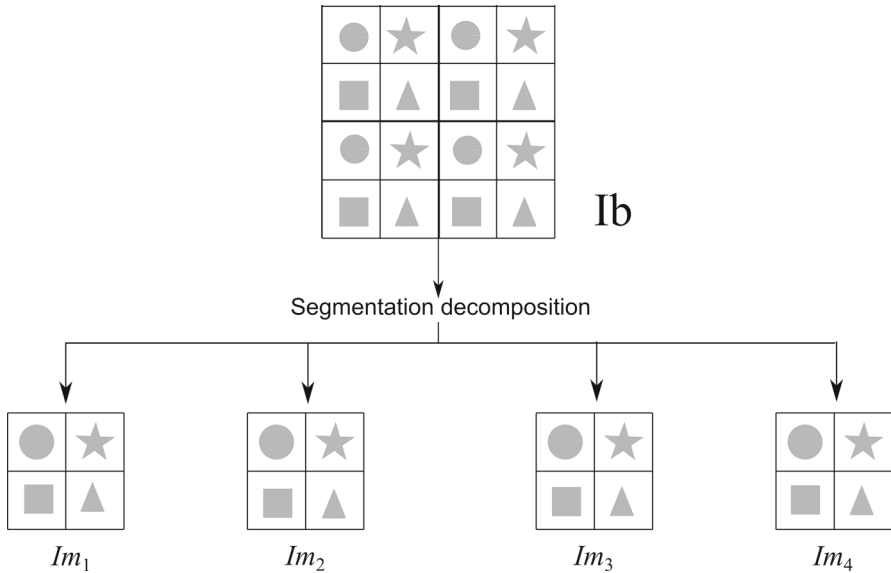 Ib
Segmentation decomposition
Im₁ Im₂ Im₃ Im₄